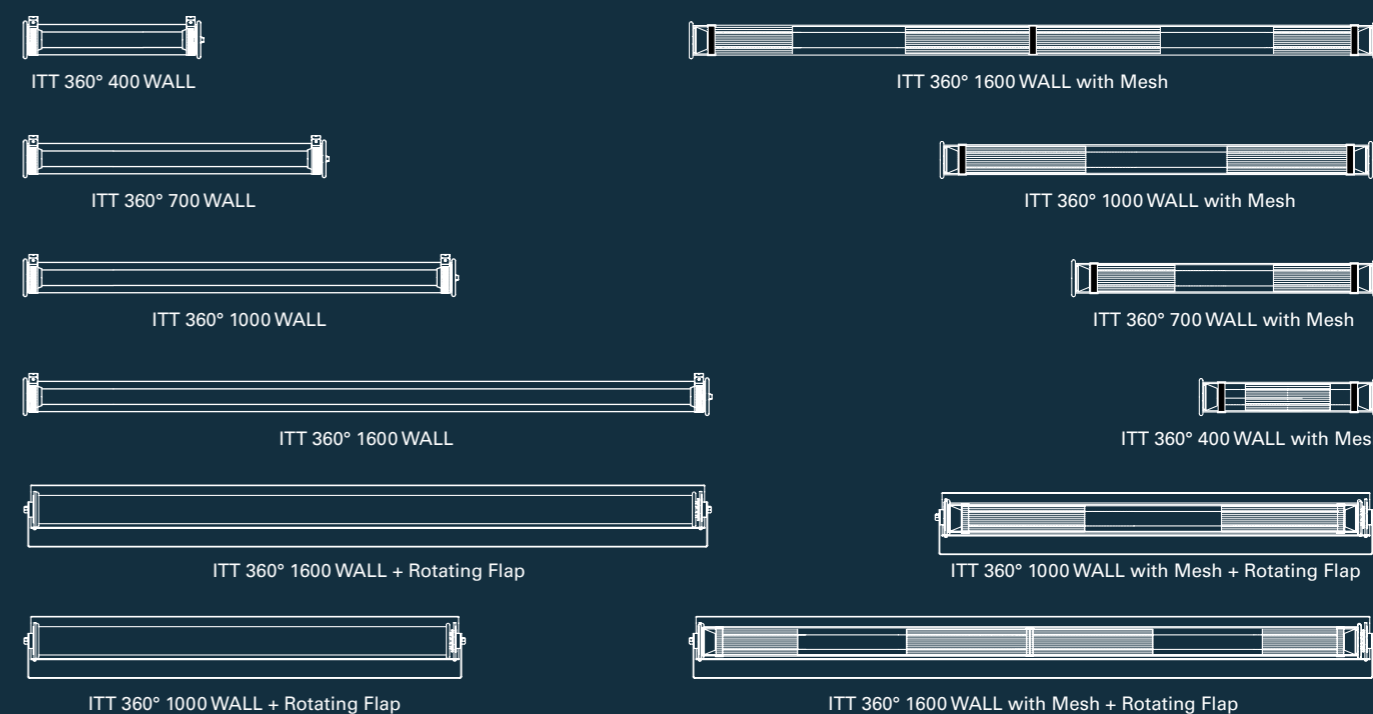 ITT 360° 400 WALL
ITT 360° 1600 WALL with Mesh
ITT 360° 700 WALL
ITT 360° 1000 WALL with Mesh
ITT 360° 1000 WALL
ITT 360° 700 WALL with Mesh
ITT 360° 1600 WALL
ITT 360° 400 WALL with Mes
ITT 360° 1600 WALL + Rotating Flap
ITT 360° 1000 WALL with Mesh + Rotating Flap
ITT 360° 1000 WALL + Rotating Flap
ITT 360° 1600 WALL with Mesh + Rotating Flap